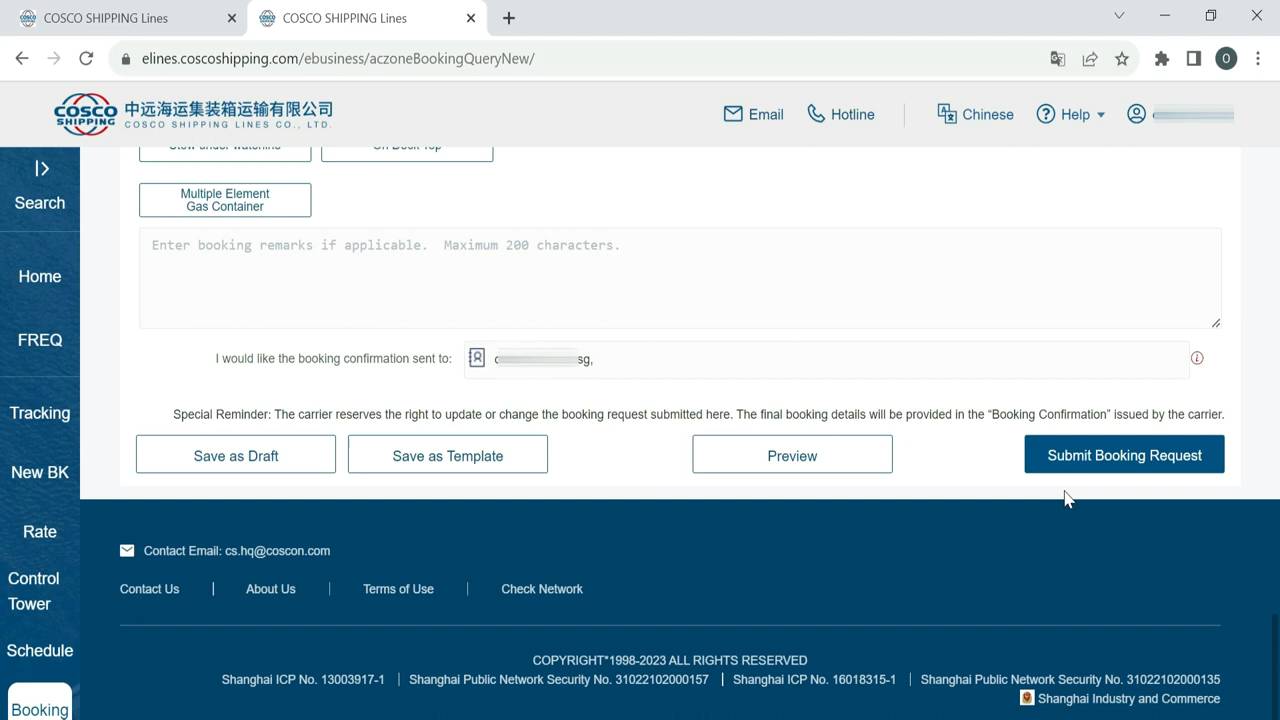 COSCO SHIPPING Lines
COSCO SHIPPING Lines
elines.coscoshipping.com/ebusiness/aczoneBookingQueryNew/
O
COSCO SHIPPING
中远海运集装箱运输有限公司
COSCO SHIPPING LINES CO., LTD.
Email
Hotline
Chinese
Help
Search
Home
FREQ
Tracking
New BK
Rate
Control
Tower
Schedule
Booking
Stow under waterline
On Deck Top
Multiple Element
Gas Container
Enter booking remarks if applicable. Maximum 200 characters.
I would like the booking confirmation sent to:
sg,
Special Reminder: The carrier reserves the right to update or change the booking request submitted here. The final booking details will be provided in the “Booking Confirmation” issued by the carrier.
Save as Draft
Save as Template
Preview
Submit Booking Request
Contact Email: cs.hq@coscon.com
Contact Us | About Us | Terms of Use | Check Network
COPYRIGHT*1998-2023 ALL RIGHTS RESERVED
Shanghai ICP No. 13003917-1 | Shanghai Public Network Security No. 31022102000157 | Shanghai ICP No. 16018315-1 | Shanghai Public Network Security No. 31022102000135
Shanghai Industry and Commerce